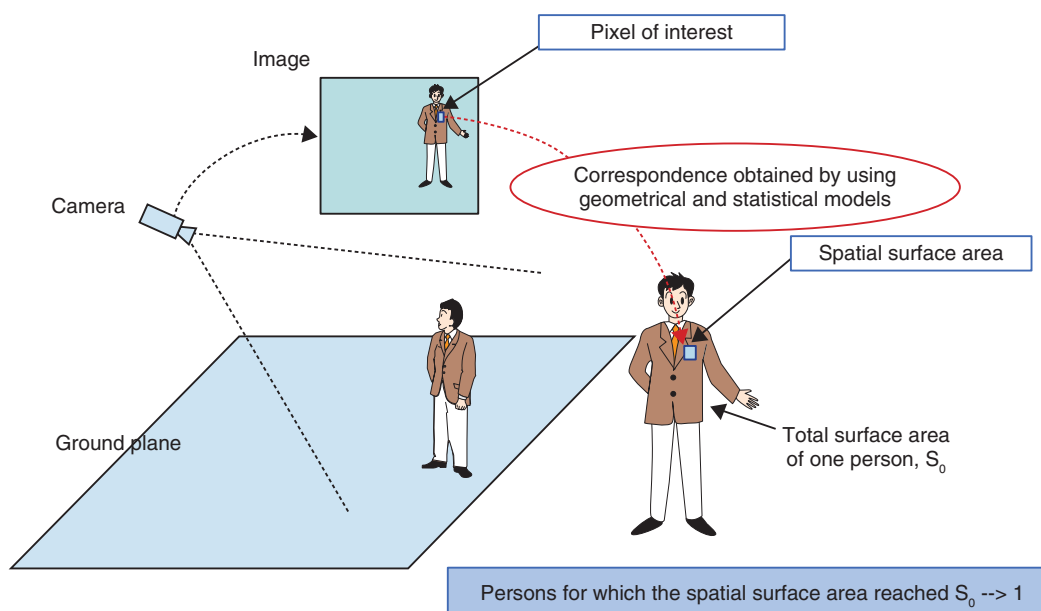 Pixel of interest
Image
Correspondence obtained by using
geometrical and statistical models
Camera
Spatial surface area
Ground plane
Total surface area
of one person, S₀
Persons for which the spatial surface area reached S₀ --> 1